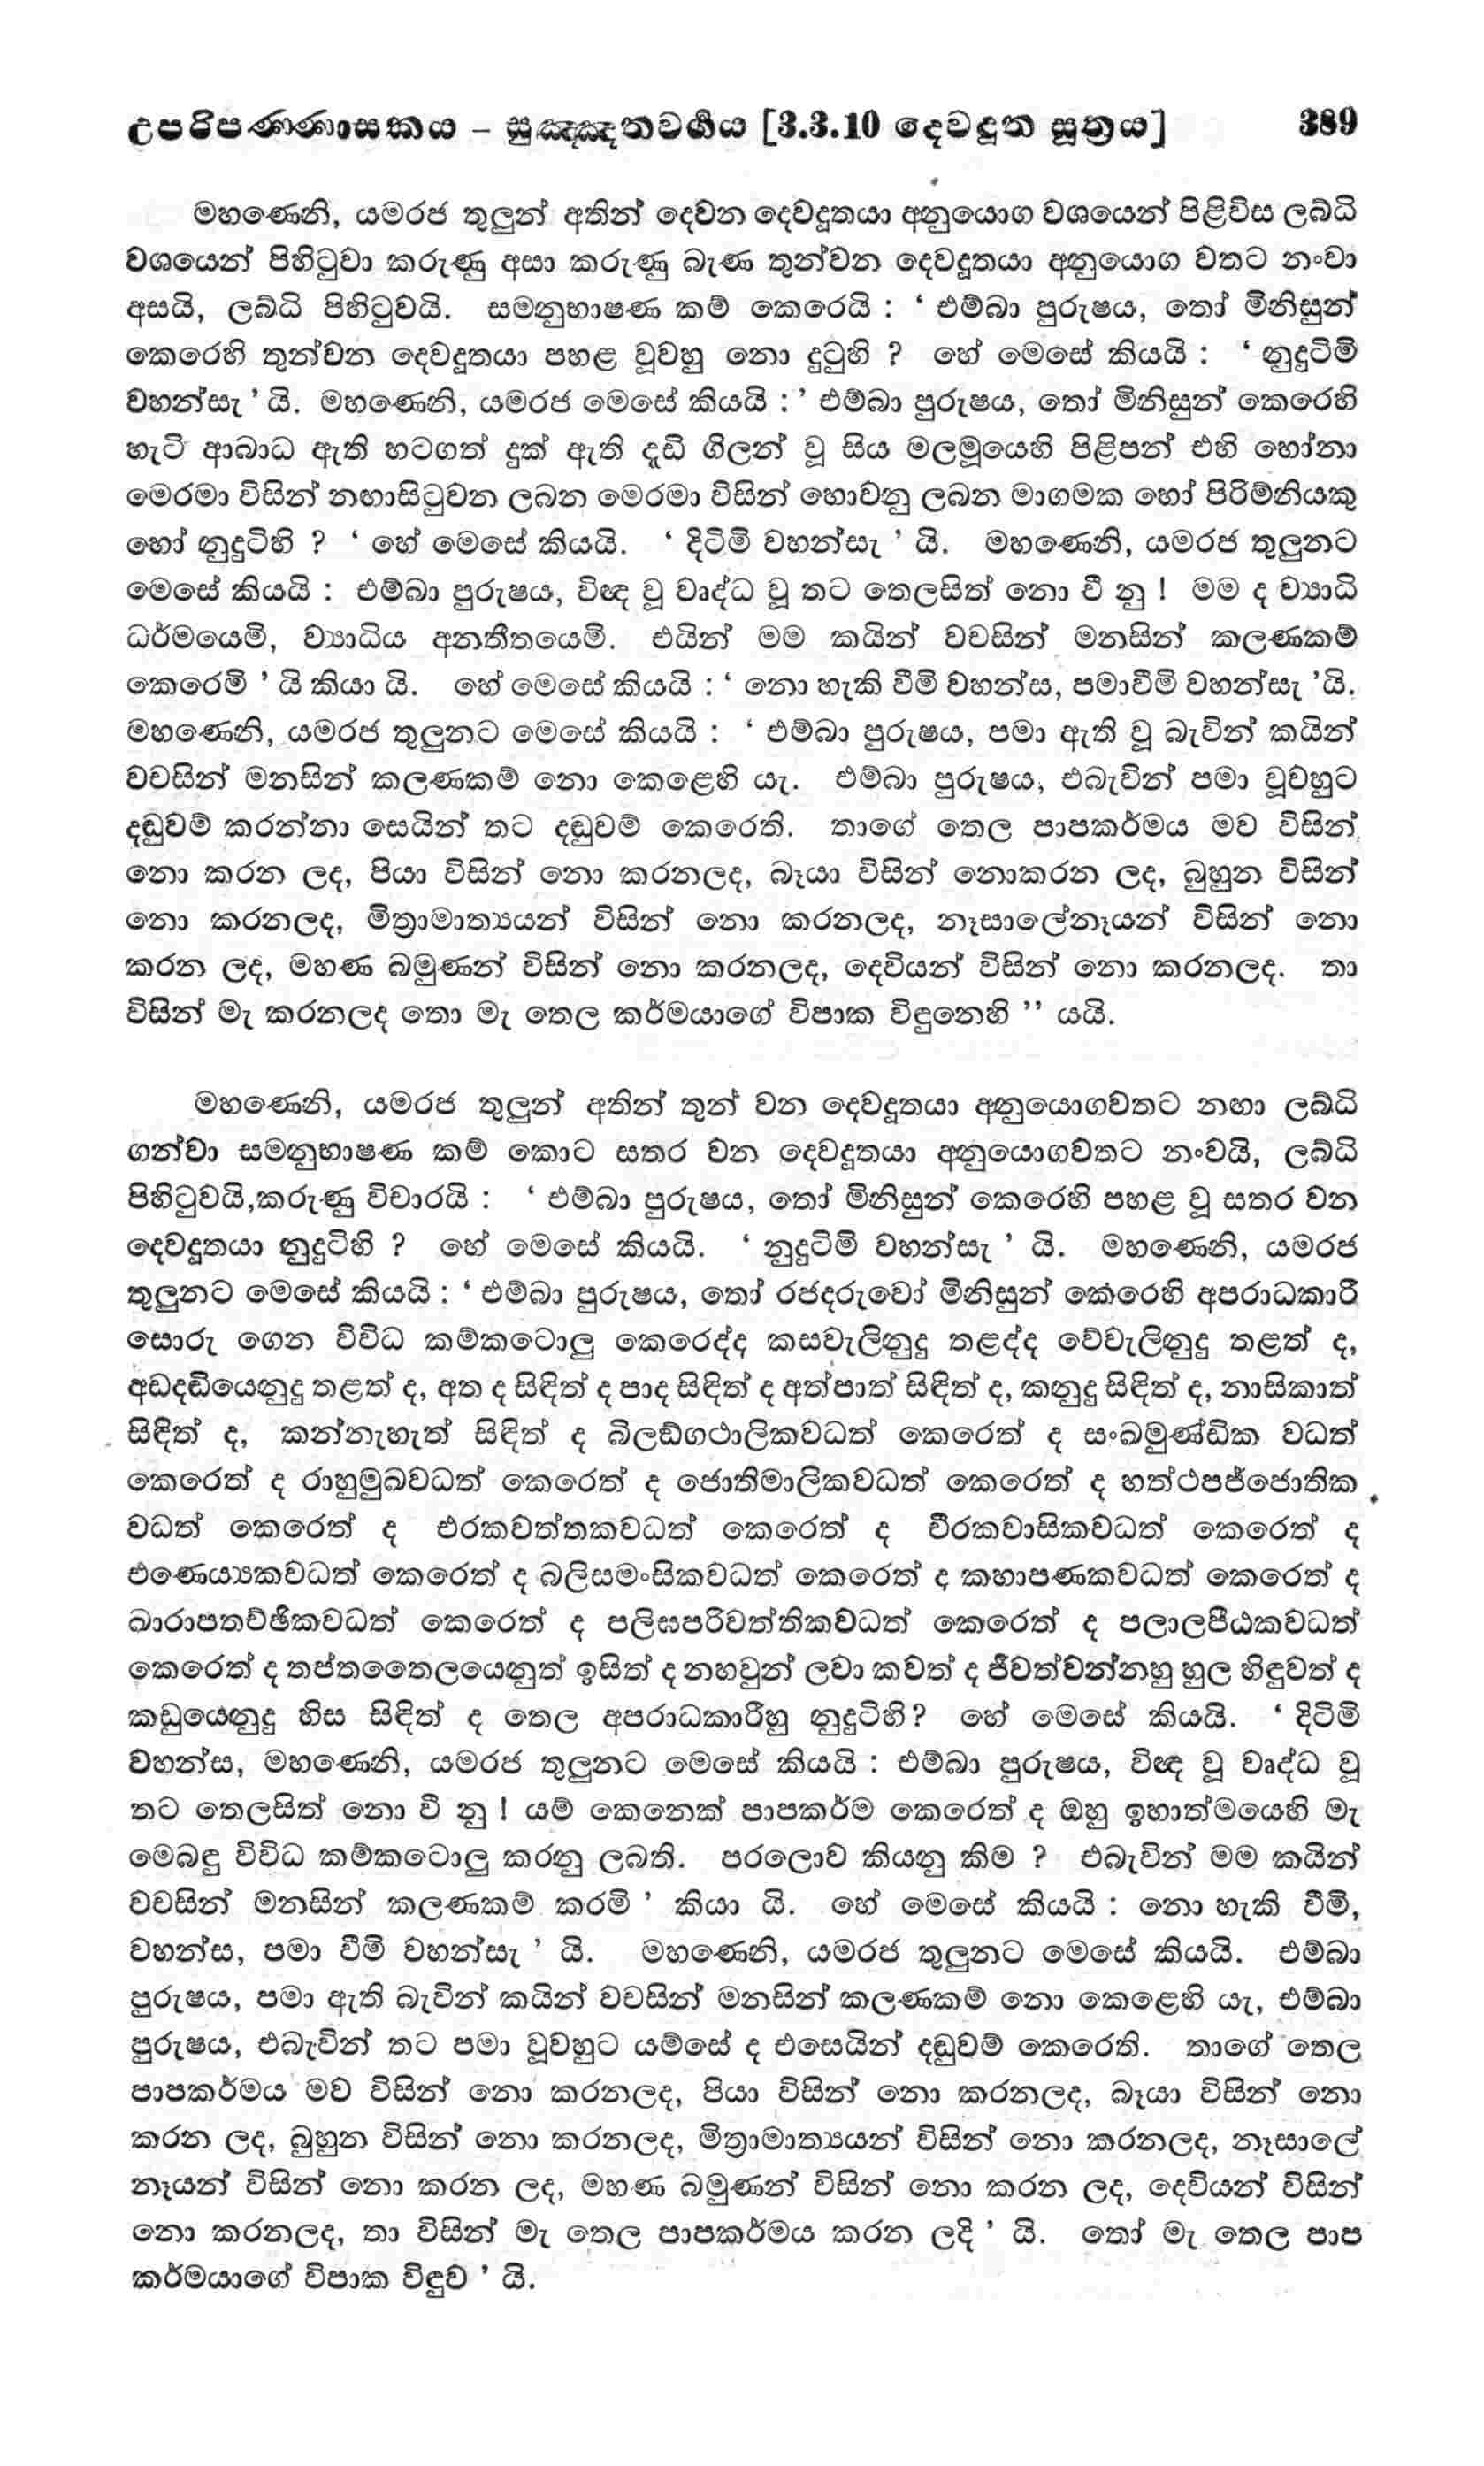 උපරිපණ්ණාසකය – සුඤ්ඤතවර්ගය [3.3.10 දෙවදූත සූත්‍රය] 389
මහණෙනි, යමරජ තුලුන් අතින් දෙවන දෙවදූතයා අනුයොග වශයෙන් පිළිවිස ලබ්ධි
වශයෙන් පිහිටුවා කරුණු අසා කරුණු බැණ තුන්වන දෙවදූතයා අනුයොග වතට නංවා
අසයි, ලබ්ධි පිහිටුවයි. සමනුභාෂණ කම් කෙරෙයි : ‘ එම්බා පුරුෂය, තෝ මිනිසුන්
කෙරෙහි තුන්වන දෙවදූතයා පහළ වූවහු නො දුටුහි ? හේ මෙසේ කියයි : ‘ නුදුටිමි
වහන්සැ ’ යි. මහණෙනි, යමරජ මෙසේ කියයි : ’ එම්බා පුරුෂය, තෝ මිනිසුන් කෙරෙහි
හැටි ආබාධ ඇති හටගත් දුක් ඇති දැඩි ගිලන් වූ සිය මලමූයෙහි පිළිපන් එහි හෝනා
මෙරමා විසින් නඟාසිටුවන ලබන මෙරමා විසින් හොවනු ලබන මාගමක හෝ පිරිම්නියකු
හෝ නුදුටිහි ? ‘ හේ මෙසේ කියයි. ‘ දිටිමි වහන්සැ ’ යි. මහණෙනි, යමරජ තුලුනට
මෙසේ කියයි : එම්බා පුරුෂය, විඥ වූ වෘද්ධ වූ තට තෙලසිත් නො වී නු ! මම ද ව්‍යාධි
ධර්මයෙමි, ව්‍යාධිය අනතීතයෙමි. එයින් මම කයින් වචසින් මනසින් කලණකම්
කෙරෙමි ’ යි කියා යි. හේ මෙසේ කියයි : ‘ නො හැකි වීමි වහන්ස, පමාවීමි වහන්සැ ’යි.
මහණෙනි, යමරජ තුලුනට මෙසේ කියයි : ‘ එම්බා පුරුෂය, පමා ඇති වූ බැවින් කයින්
වචසින් මනසින් කලණකම් නො කෙළෙහි යැ. එම්බා පුරුෂය, එබැවින් පමා වූවහුට
දඬුවම් කරන්නා සෙයින් තට දඬුවම් කෙරෙති. තාගේ තෙල පාපකර්මය මව විසින්
නො කරන ලද, පියා විසින් නො කරනලද, බෑයා විසින් නොකරන ලද, බුහුන විසින්
නො කරනලද, මිත්‍රාමාත්‍යයන් විසින් නො කරනලද, නෑසාලේනෑයන් විසින් නො
කරන ලද, මහණ බමුණන් විසින් නො කරනලද, දෙවියන් විසින් නො කරනලද. තා
විසින් මැ කරනලද තො මැ තෙල කර්මයාගේ විපාක විඳුනෙහි ’’ යයි.
මහණෙනි, යමරජ තුලුන් අතින් තුන් වන දෙවදූතයා අනුයොගවතට නඟා ලබ්ධි
ගන්වා සමනුභාෂණ කම් කොට සතර වන දෙවදූතයා අනුයොගවතට නංවයි, ලබ්ධි
පිහිටුවයි,කරුණු විචාරයි : ‘ එම්බා පුරුෂය, තෝ මිනිසුන් කෙරෙහි පහළ වූ සතර වන
දෙවදූතයා නුදුටිහි ? හේ මෙසේ කියයි. ‘ නුදුටිමි වහන්සැ ’ යි. මහණෙනි, යමරජ
තුලුනට මෙසේ කියයි : ‘ එම්බා පුරුෂය, තෝ රජදරුවෝ මිනිසුන් කෙරෙහි අපරාධකාරී
සොරු ගෙන විවිධ කම්කටොලු කෙරෙද්ද කසවැලිනුදු තළද්ද වේවැලිනුදු තළත් ද,
අඩදඬියෙනුදු තළත් ද, අත ද සිඳිත් ද පාද සිඳිත් ද අත්පාත් සිඳිත් ද, කනුදු සිඳිත් ද, නාසිකාත්
සිඳිත් ද, කන්නැහැත් සිඳිත් ද බිලඬ්ගථාලිකවධත් කෙරෙත් ද සංඛමුණ්ඩික වධත්
කෙරෙත් ද රාහුමුඛවධත් කෙරෙත් ද ජොතිමාලිකවධත් කෙරෙත් ද හත්ථපජ්ජොතික
වධත් කෙරෙත් ද එරකවත්තකවධත් කෙරෙත් ද චීරකවාසිකවධත් කෙරෙත් ද
එණෙය්‍යකවධත් කෙරෙත් ද බලිසමංසිකවධත් කෙරෙත් ද කහාපණකවධත් කෙරෙත් ද
ඛාරාපතච්ඡිකවධත් කෙරෙත් ද පලිඝපරිවත්තිකවධත් කෙරෙත් ද පලාලපීඨකවධත්
කෙරෙත් ද තප්තතෛලයෙනුත් ඉසිත් ද නහවුන් ලවා කවත් ද ජීවත්වන්නහු හුල හිඳුවත් ද
කඩුයෙනුදු හිස සිඳිත් ද තෙල අපරාධකාරීහු නුදුටිහි? හේ මෙසේ කියයි. ‘ දිටිමි
වහන්ස, මහණෙනි, යමරජ තුලුනට මෙසේ කියයි : එම්බා පුරුෂය, විඥ වූ වෘද්ධ වූ
තට තෙලසිත් නො වී නු ! යම් කෙනෙක් පාපකර්ම කෙරෙත් ද ඔහු ඉහාත්මයෙහි මැ
මෙබඳු විවිධ කම්කටොලු කරනු ලබති. පරලොව කියනු කිම ? එබැවින් මම කයින්
වචසින් මනසින් කලණකම් කරමි ’ කියා යි. හේ මෙසේ කියයි : නො හැකි වීමි,
වහන්ස, පමා වීමි වහන්සැ ’ යි. මහණෙනි, යමරජ තුලුනට මෙසේ කියයි. එම්බා
පුරුෂය, පමා ඇති බැවින් කයින් වචසින් මනසින් කලණකම් නො කෙළෙහි යැ, එම්බා
පුරුෂය, එබැවින් තට පමා වූවහුට යම්සේ ද එසෙයින් දඬුවම් කෙරෙති. තාගේ තෙල
පාපකර්මය මව විසින් නො කරනලද, පියා විසින් නො කරනලද, බෑයා විසින් නො
කරන ලද, බුහුන විසින් නො කරනලද, මිත්‍රාමාත්‍යයන් විසින් නො කරනලද, නෑසාලේ
නෑයන් විසින් නො කරන ලද, මහණ බමුණන් විසින් නො කරන ලද, දෙවියන් විසින්
නො කරනලද, තා විසින් මැ තෙල පාපකර්මය කරන ලදි ’ යි. තෝ මැ තෙල පාප
කර්මයාගේ විපාක විඳුව ’ යි.